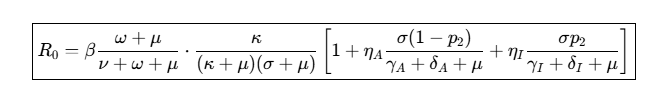 $$R_0 = \beta \frac{\omega + \mu}{\nu + \omega + \mu} \cdot \frac{\kappa}{(\kappa + \mu)(\sigma + \mu)} \left[ 1 + \eta_A \frac{\sigma(1 - p_2)}{\gamma_A + \delta_A + \mu} + \eta_I \frac{\sigma p_2}{\gamma_I + \delta_I + \mu} \right]$$